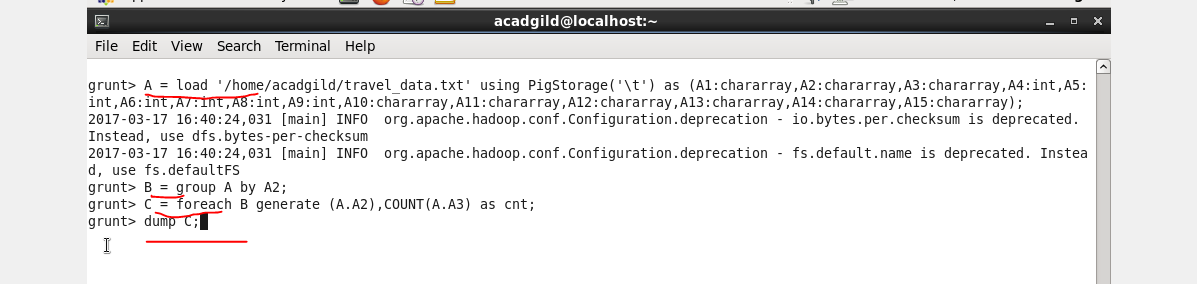 acadgild@localhost:~
File Edit View Search Terminal Help
grunt> A = load '/home/acadgild/travel_data.txt' using PigStorage('\t') as (A1:chararray,A2:chararray,A3:chararray,A4:int,A5:
int,A6:int,A7:int,A8:int,A9:int,A10:chararray,A11:chararray,A12:chararray,A13:chararray,A14:chararray,A15:chararray);
2017-03-17 16:40:24,031 [main] INFO  org.apache.hadoop.conf.Configuration.deprecation - io.bytes.per.checksum is deprecated.
Instead, use dfs.bytes-per-checksum
2017-03-17 16:40:24,031 [main] INFO  org.apache.hadoop.conf.Configuration.deprecation - fs.default.name is deprecated. Instea
d, use fs.defaultFS
grunt> B = group A by A2;
grunt> C = foreach B generate (A.A2),COUNT(A.A3) as cnt;
grunt> dump C;